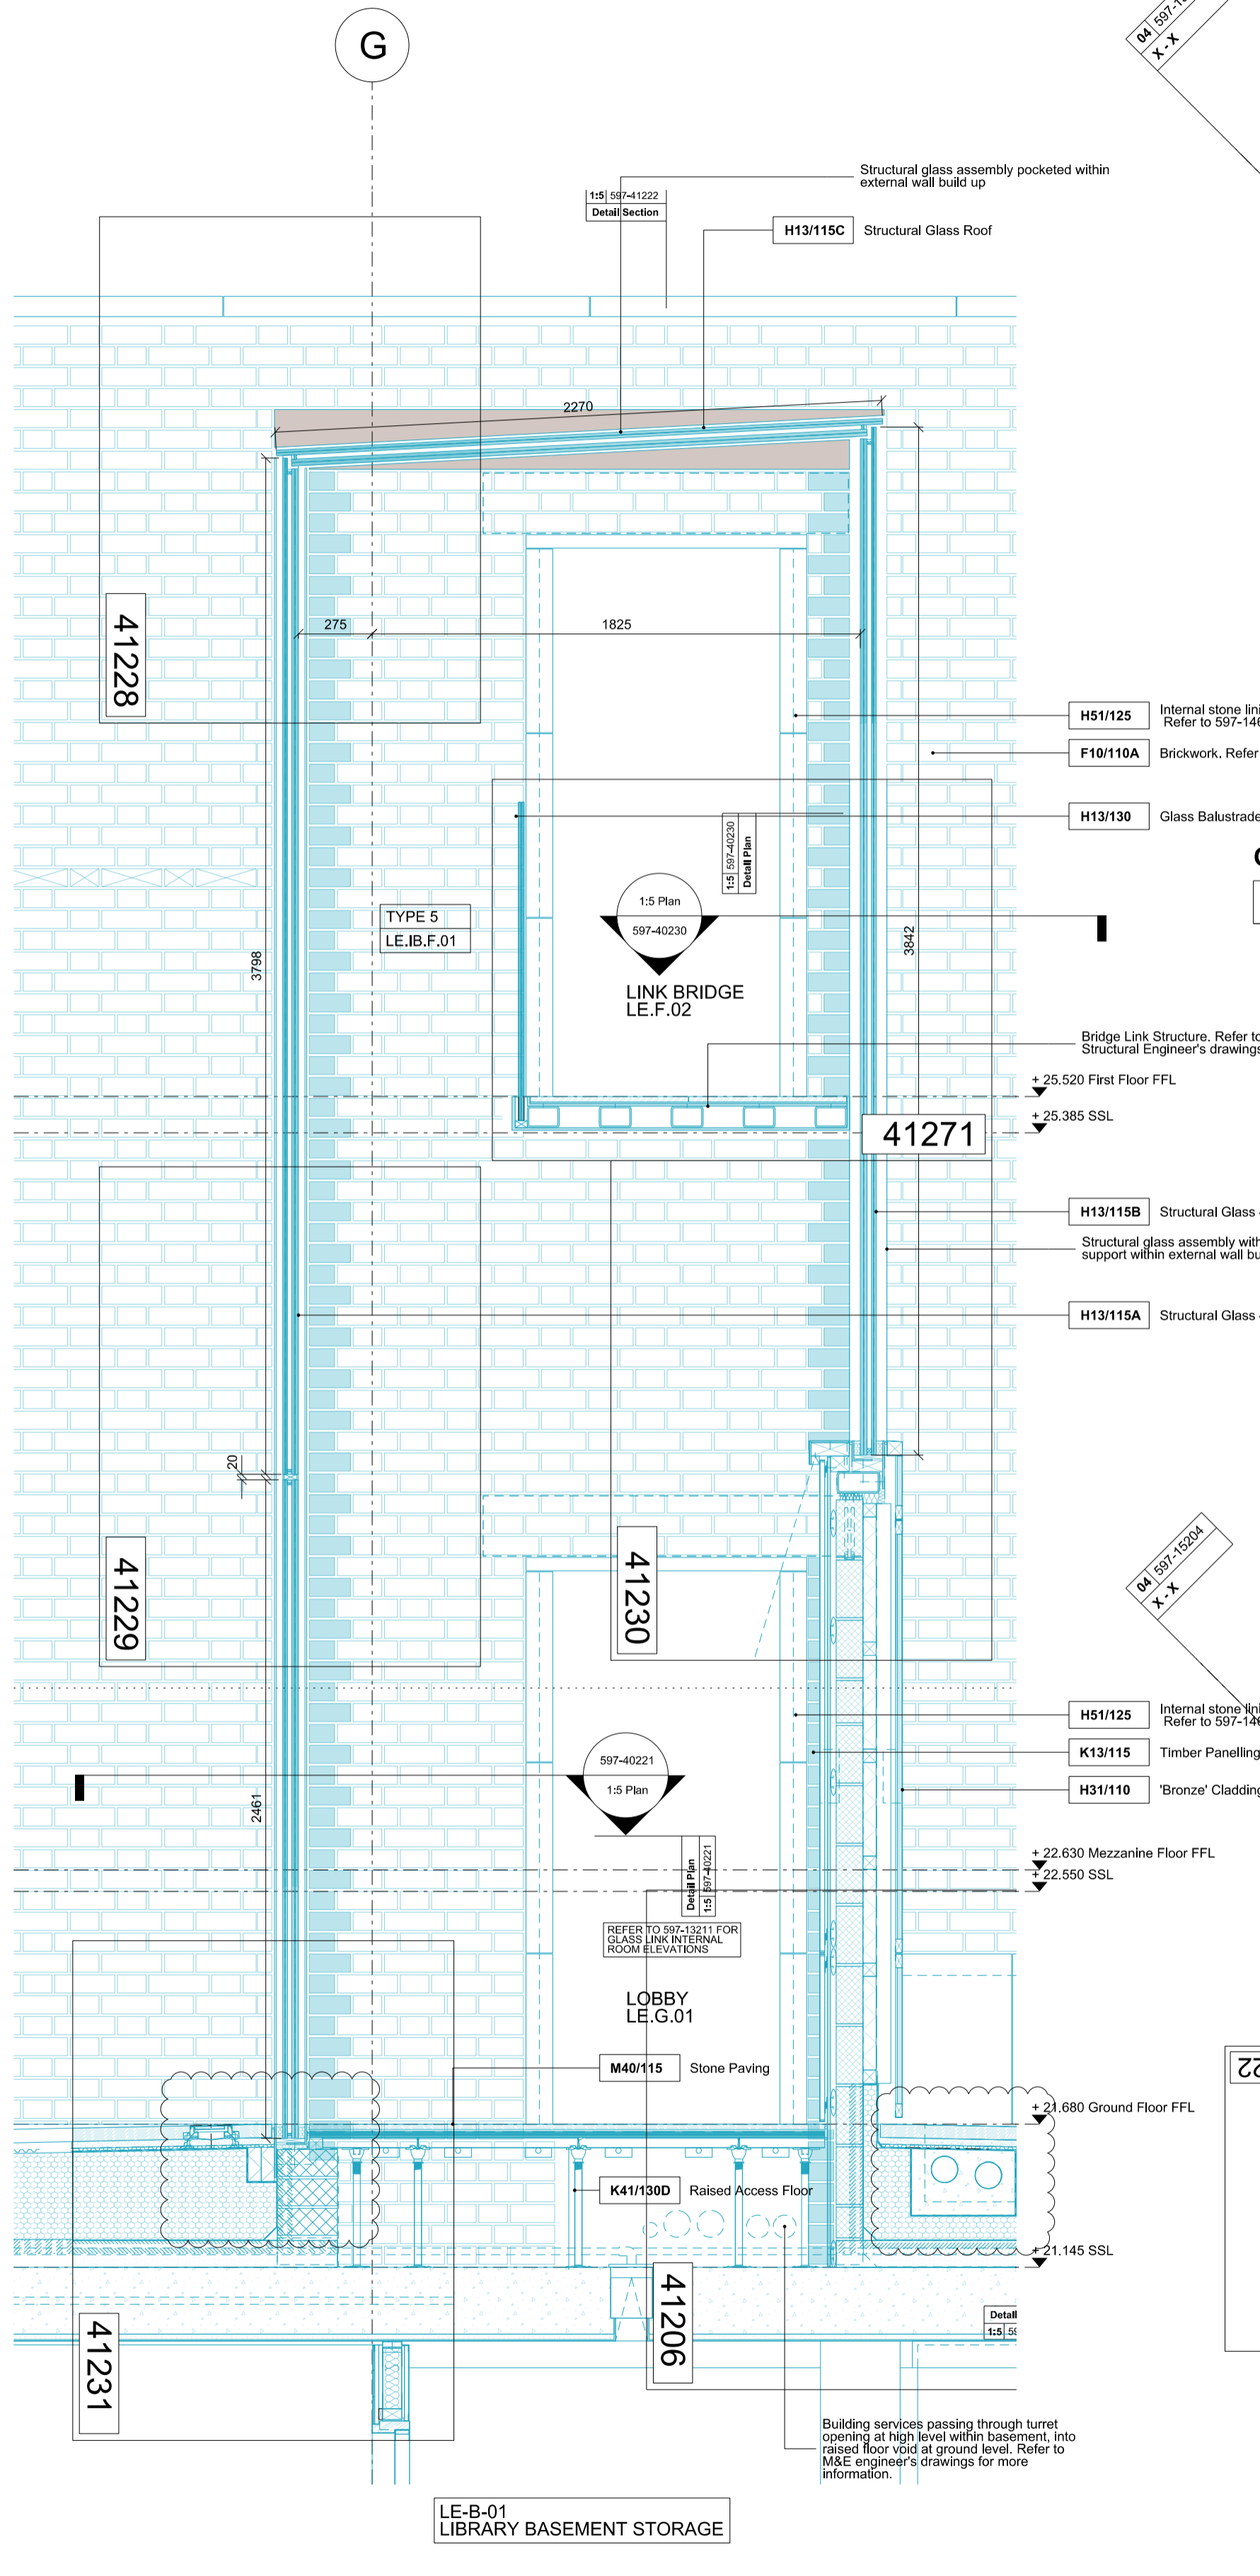 G
04 597-1
X - X
Structural glass assembly pocketed within
external wall build up
1:5 597-41222
Detail Section
H13/115C Structural Glass Roof
2270
41228
275
1825
H51/125 Internal stone lini
Refer to 597-146
F10/110A Brickwork. Refer
H13/130 Glass Balustrade
1:5 597-40230
Detail Plan
1:5 Plan
597-40230
TYPE 5
LE.IB.F.01
3798
3842
LINK BRIDGE
LE.F.02
Bridge Link Structure. Refer to
Structural Engineer's drawings
+ 25.520 First Floor FFL
+ 25.385 SSL
41271
H13/115B Structural Glass
Structural glass assembly with
support within external wall bu
H13/115A Structural Glass
20
41229
41230
04 597-15204
X - X
H51/125 Internal stone lini
Refer to 597-146
K13/115 Timber Panelling
H31/110 'Bronze' Cladding
597-40221
1:5 Plan
2461
+ 22.630 Mezzanine Floor FFL
+ 22.550 SSL
Detail Plan
1:5 597-40221
REFER TO 597-13211 FOR
GLASS LINK INTERNAL
ROOM ELEVATIONS
LOBBY
LE.G.01
M40/115 Stone Paving
22
+ 21.680 Ground Floor FFL
K41/130D Raised Access Floor
+ 21.145 SSL
41231
41206
Detail
1:5 59
Building services passing through turret
opening at high level within basement, into
raised floor void at ground level. Refer to
M&E engineer's drawings for more
information.
LE-B-01
LIBRARY BASEMENT STORAGE